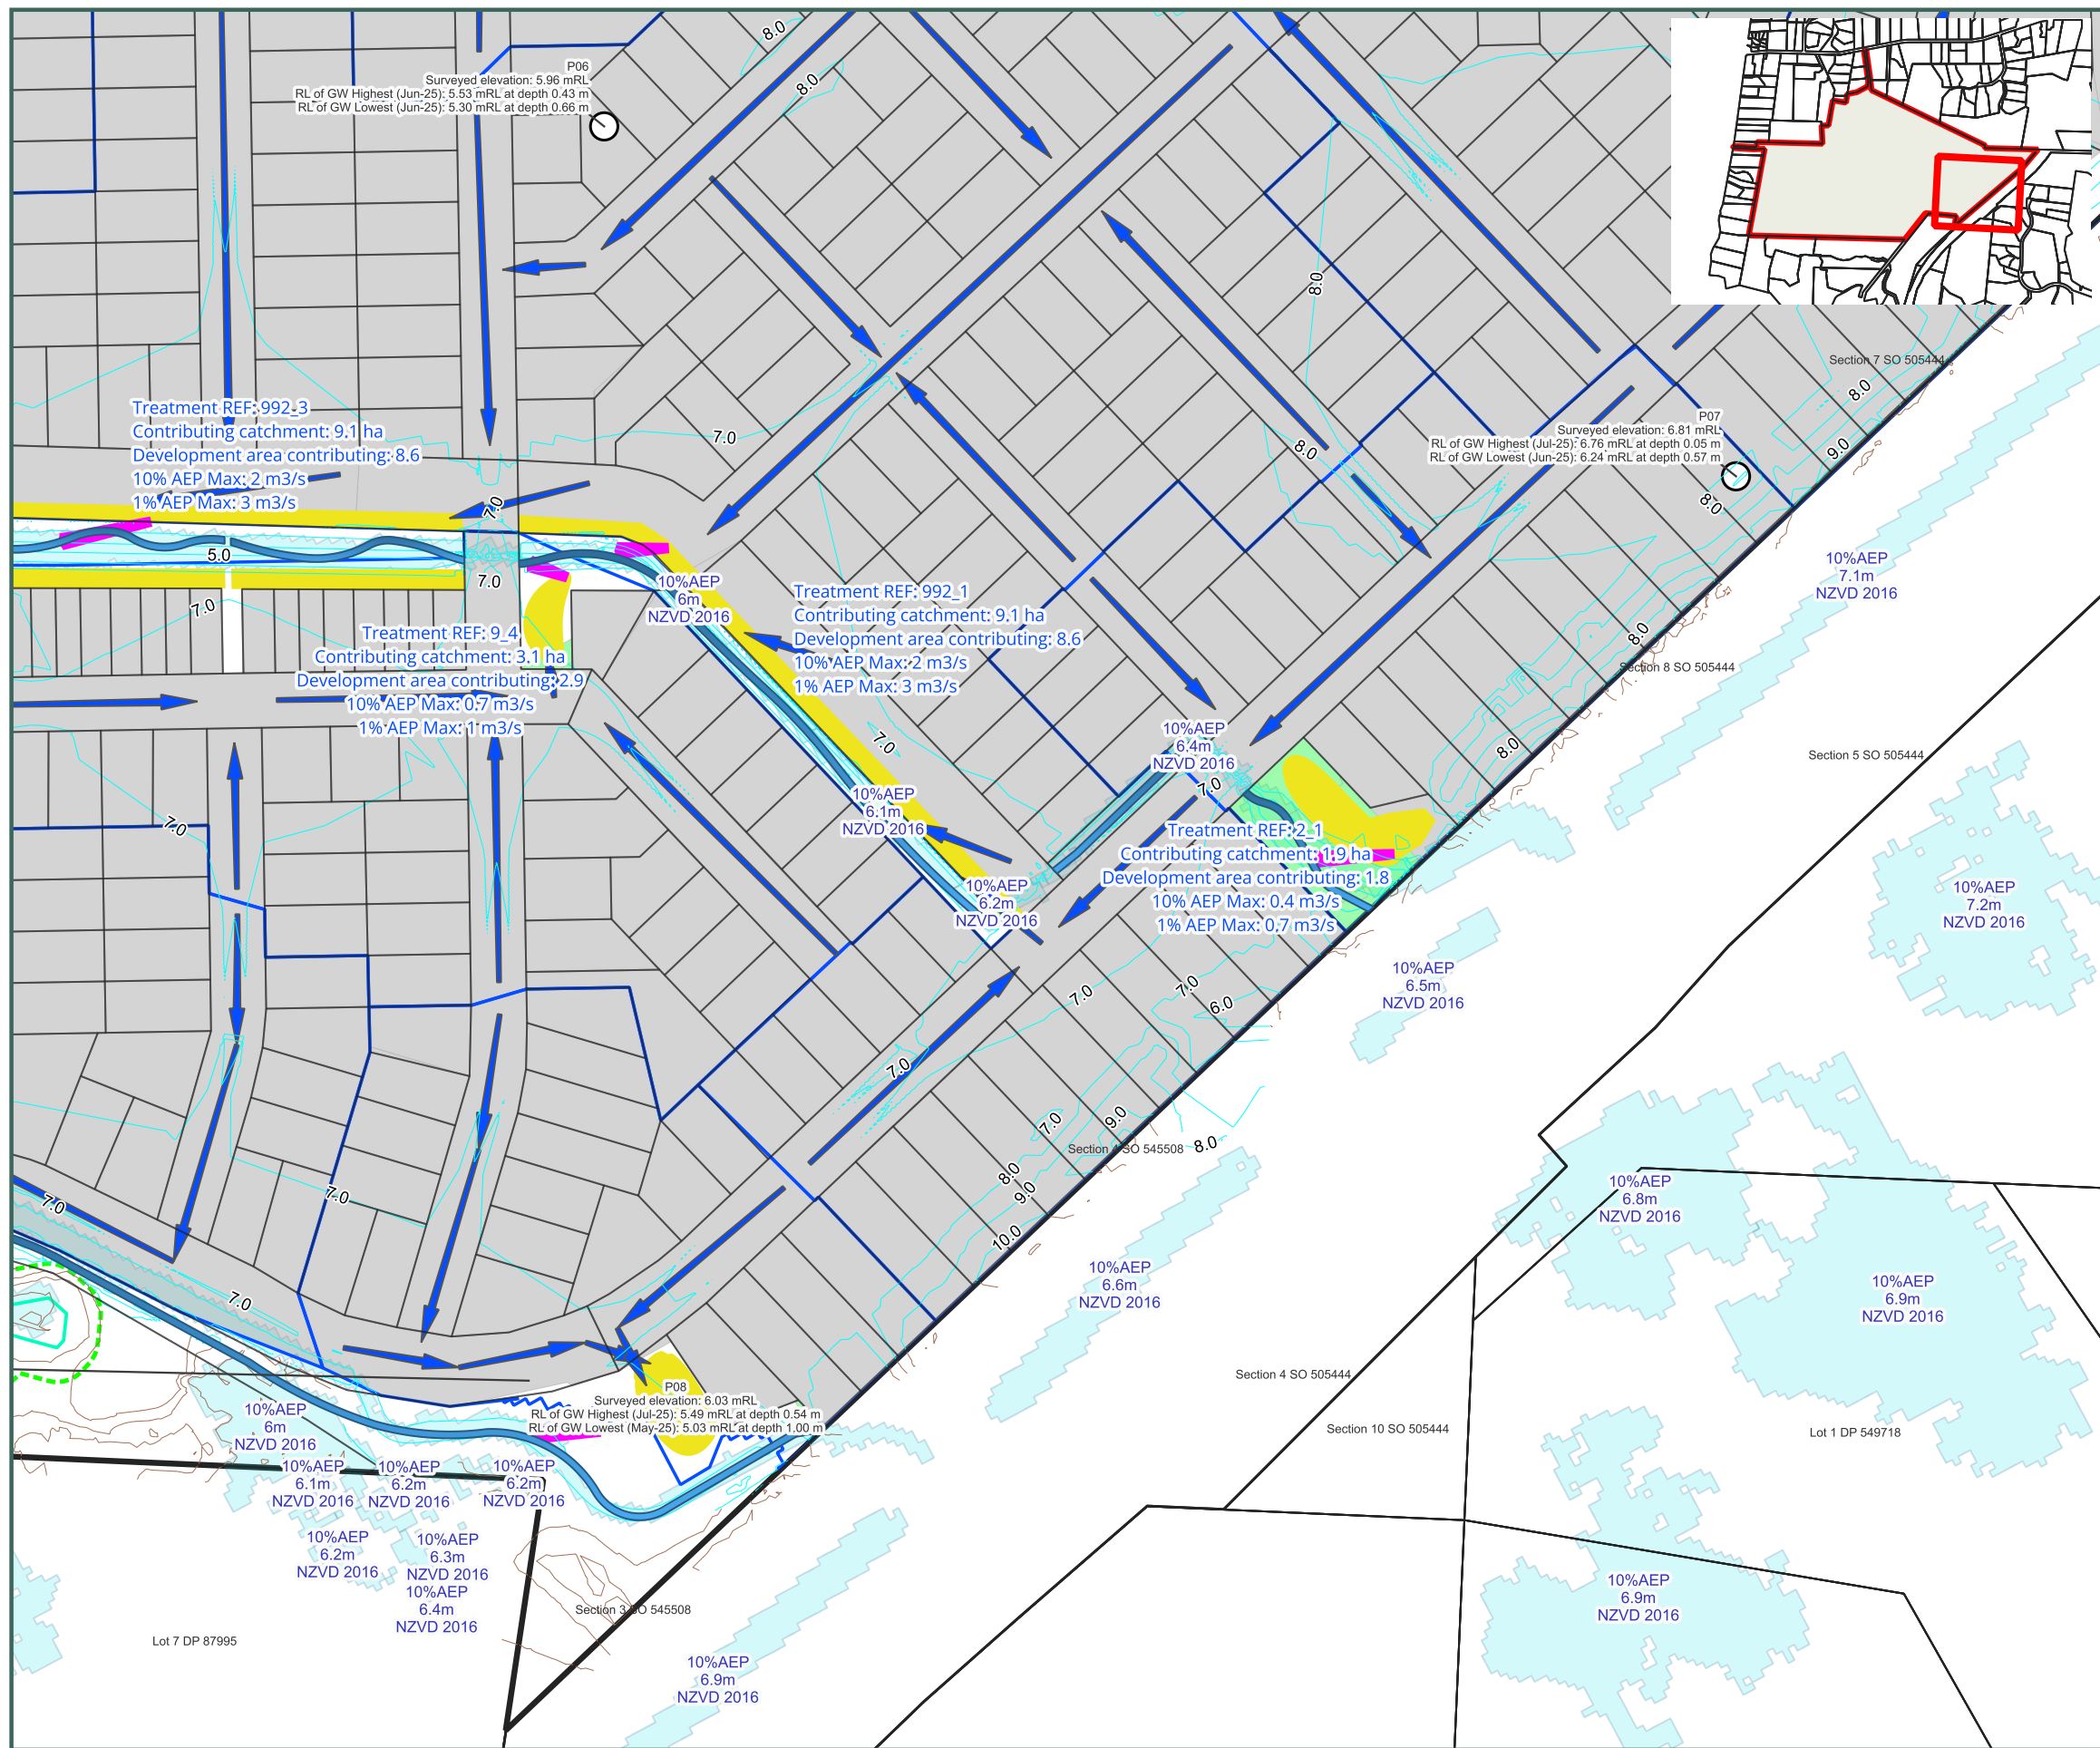 8.0
8.0
P06
Surveyed elevation: 5.96 mRL
RL of GW Highest (Jun-25): 5.53 mRL at depth 0.43 m
RL of GW Lowest (Jun-25): 5.30 mRL at depth 0.66 m
8.0
Section 7 SO 505444
8.0
P07
Surveyed elevation: 6.81 mRL
RL of GW Highest (Jul-25): 6.76 mRL at depth 0.05 m
RL of GW Lowest (Jun-25): 6.24 mRL at depth 0.57 m
8.0
9.0
8.0
7.0
Treatment REF: 992_3
Contributing catchment: 9.1 ha
Development area contributing: 8.6
10% AEP Max: 2 m3/s
1% AEP Max: 3 m3/s
7.0
5.0
7.0
7.0
10%AEP
6m
NZVD 2016
Treatment REF: 992_1
Contributing catchment: 9.1 ha
Development area contributing: 8.6
10% AEP Max: 2 m3/s
1% AEP Max: 3 m3/s
10%AEP
7.1m
NZVD 2016
Treatment REF: 9_4
Contributing catchment: 3.1 ha
Development area contributing: 2.9
10% AEP Max: 0.7 m3/s
1% AEP Max: 1 m3/s
8.0
Section 8 SO 505444
7.0
10%AEP
6.4m
NZVD 2016
8.0
Section 5 SO 505444
7.0
10%AEP
6.1m
NZVD 2016
7.0
Treatment REF: 2_1
Contributing catchment: 1.9 ha
Development area contributing: 1.8
10% AEP Max: 0.4 m3/s
1% AEP Max: 0.7 m3/s
10%AEP
6.2m
NZVD 2016
10%AEP
7.2m
NZVD 2016
10%AEP
6.5m
NZVD 2016
7.0
7.0
6.0
7.0
7.0
9.0
8.0
Section 4 SO 545508
8.0
9.0
10.0
7.0
7.0
7.0
10%AEP
6.8m
NZVD 2016
10%AEP
6.6m
NZVD 2016
10%AEP
6.9m
NZVD 2016
Section 4 SO 505444
Section 10 SO 505444
Lot 1 DP 549718
P08
Surveyed elevation: 6.03 mRL
RL of GW Highest (Jul-25): 5.49 mRL at depth 0.54 m
RL of GW Lowest (May-25): 5.03 mRL at depth 1.00 m
10%AEP
6m
NZVD 2016
10%AEP
6.1m
NZVD 2016
10%AEP
6.2m
NZVD 2016
10%AEP
6.2m
NZVD 2016
10%AEP
6.2m
NZVD 2016
10%AEP
6.3m
NZVD 2016
10%AEP
6.4m
NZVD 2016
Section 3 SO 545508
Lot 7 DP 87995
10%AEP
6.9m
NZVD 2016
10%AEP
6.9m
NZVD 2016